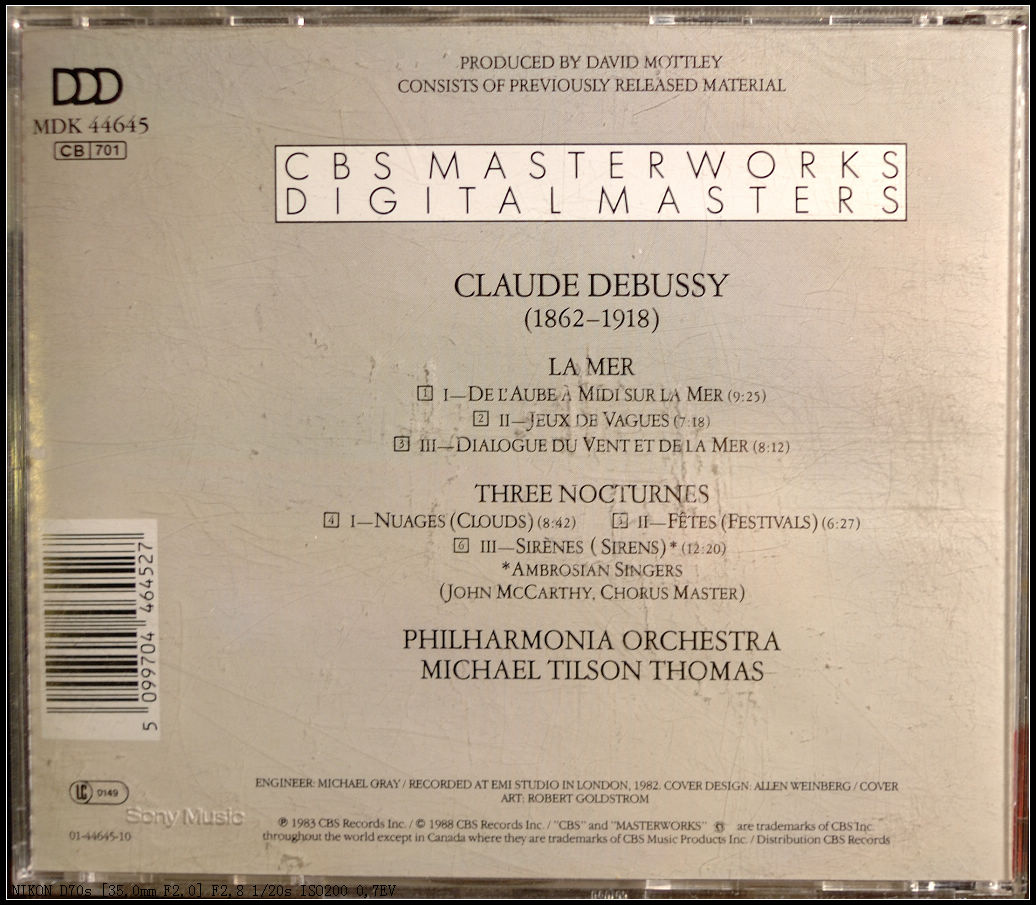 PRODUCED BY DAVID MOTTLEY
CONSISTS OF PREVIOUSLY RELEASED MATERIAL
DDD
MDK 44645
CB 701
CBS MASTERWORKS
DIGITAL MASTERS
CLAUDE DEBUSSY
(1862–1918)
LA MER
1 I—DE L'AUBE À MIDI SUR LA MER (9:25)
2 II—JEUX DE VAGUES (7:18)
3 III—DIALOGUE DU VENT ET DE LA MER (8:12)
THREE NOCTURNES
4 I—NUAGES (CLOUDS) (8:42) 5 II—FÊTES (FESTIVALS) (6:27)
6 III—SIRÈNES (SIRENS)* (12:20)
*AMBROSIAN SINGERS
(JOHN McCARTHY, CHORUS MASTER)
PHILHARMONIA ORCHESTRA
MICHAEL TILSON THOMAS
5 099704 464527
ENGINEER: MICHAEL GRAY / RECORDED AT EMI STUDIO IN LONDON, 1982. COVER DESIGN: ALLEN WEINBERG / COVER
ART: ROBERT GOLDSTROM
LC 0149
Sony Music
01-44645-10
℗ 1983 CBS Records Inc. / © 1988 CBS Records Inc. / "CBS" and "MASTERWORKS" are trademarks of CBS Inc.
throughout the world except in Canada where they are trademarks of CBS Music Products Inc. / Distribution CBS Records
NIKON D70s [35.0mm F2.0] F2.8 1/20s ISO200 0.7EV